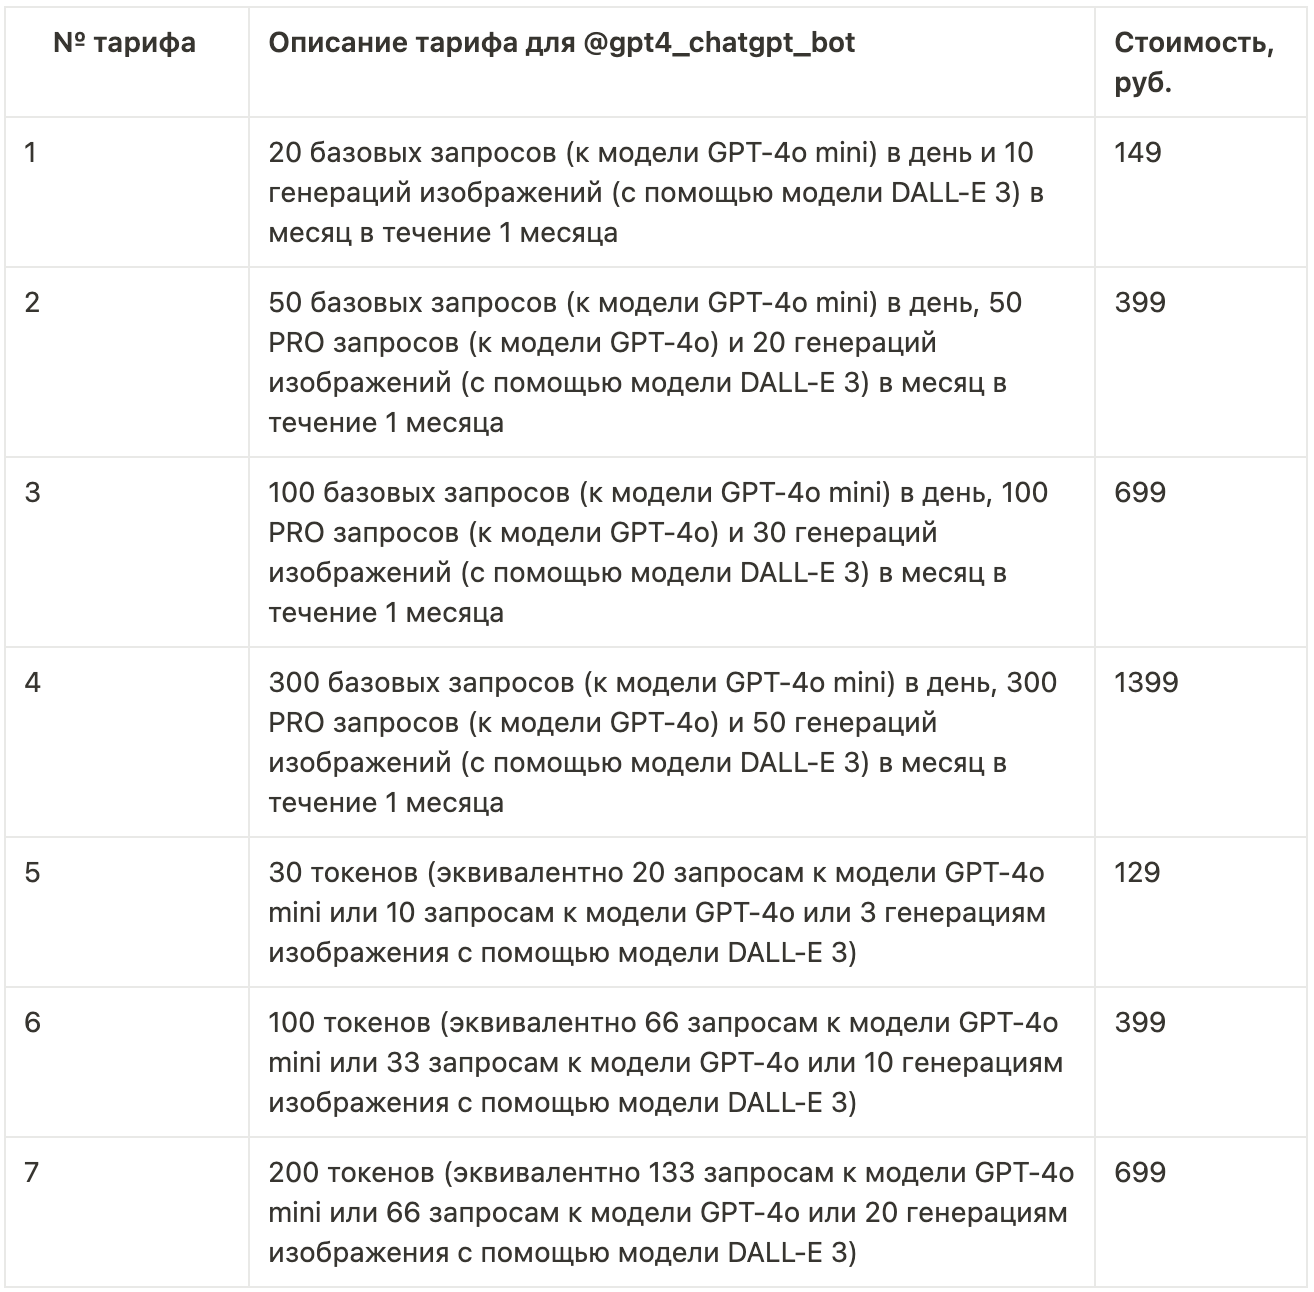 № тарифа
Описание тарифа для @gpt4_chatgpt_bot
Стоимость,
руб.
1
20 базовых запросов (к модели GPT-4o mini) в день и 10
генераций изображений (с помощью модели DALL-E 3) в
месяц в течение 1 месяца
149
2
50 базовых запросов (к модели GPT-4o mini) в день, 50
PRO запросов (к модели GPT-4o) и 20 генераций
изображений (с помощью модели DALL-E 3) в месяц в
течение 1 месяца
399
3
100 базовых запросов (к модели GPT-4o mini) в день, 100
PRO запросов (к модели GPT-4o) и 30 генераций
изображений (с помощью модели DALL-E 3) в месяц в
течение 1 месяца
699
4
300 базовых запросов (к модели GPT-4o mini) в день, 300
PRO запросов (к модели GPT-4o) и 50 генераций
изображений (с помощью модели DALL-E 3) в месяц в
течение 1 месяца
1399
5
30 токенов (эквивалентно 20 запросам к модели GPT-4o
mini или 10 запросам к модели GPT-4o или 3 генерациям
изображения с помощью модели DALL-E 3)
129
6
100 токенов (эквивалентно 66 запросам к модели GPT-4o
mini или 33 запросам к модели GPT-4o или 10 генерациям
изображения с помощью модели DALL-E 3)
399
7
200 токенов (эквивалентно 133 запросам к модели GPT-4o
mini или 66 запросам к модели GPT-4o или 20 генерациям
изображения с помощью модели DALL-E 3)
699